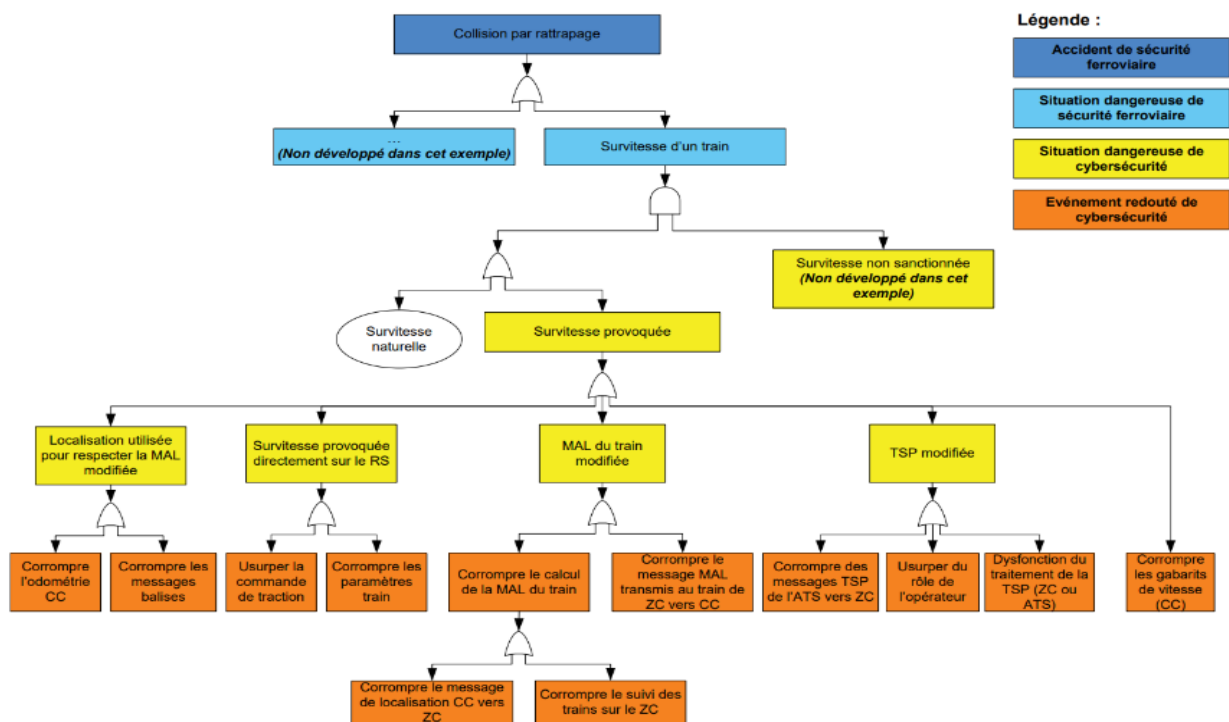 Collision par rattrapage
Légende :
Accident de sécurité
ferroviaire
Situation dangereuse de
sécurité ferroviaire
Situation dangereuse de
cybersécurité
Evénement redouté de
cybersécurité
...
(Non développé dans cet exemple)
Survitesse d'un train
Survitesse non sanctionnée
(Non développé dans cet
exemple)
Survitesse
naturelle
Survitesse provoquée
Localisation utilisée
pour respecter la MAL
modifiée
Survitesse provoquée
directement sur le RS
MAL du train
modifiée
TSP modifiée
Corrompre
l'odométrie
CC
Corrompre les
messages
balises
Usurper la
commande
de traction
Corrompre les
paramètres
train
Corrompre le calcul
de la MAL du train
Corrompre le
message MAL
transmis au train de
ZC vers CC
Corrompre des
messages TSP
de l'ATS vers ZC
Usurper du
rôle de
l'opérateur
Dysfonction du
traitement de la
TSP (ZC ou
ATS)
Corrompre
les gabarits
de vitesse
(CC)
Corrompre le message
de localisation CC vers
ZC
Corrompre le suivi des
trains sur le ZC